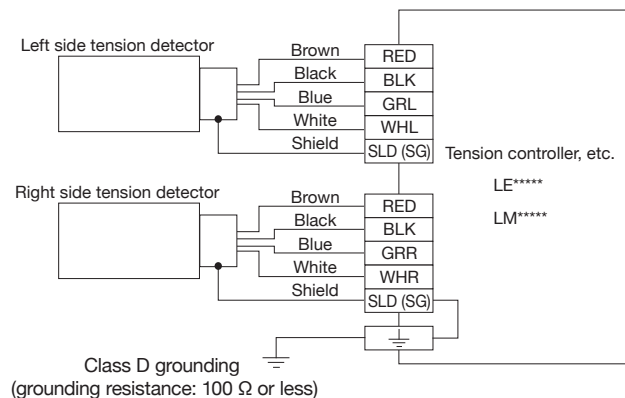 Left side tension detector
Brown
RED
Black
BLK
Blue
GRL
White
WHL
Shield
SLD (SG)
Tension controller, etc.
LE*****
LM*****
Right side tension detector
Brown
RED
Black
BLK
Blue
GRR
White
WHR
Shield
SLD (SG)
Class D grounding
(grounding resistance: 100 Ω or less)